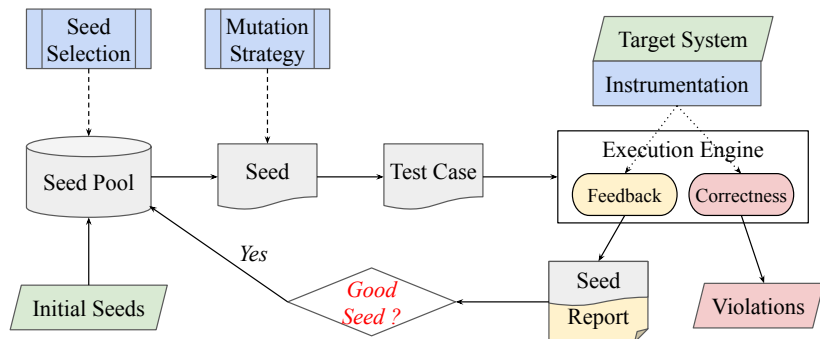 Seed
Selection
Mutation
Strategy
Target System
Instrumentation
Execution Engine
Seed Pool
Seed
Test Case
Feedback
Correctness
Yes
Initial Seeds
Good
Seed ?
Seed
Report
Violations